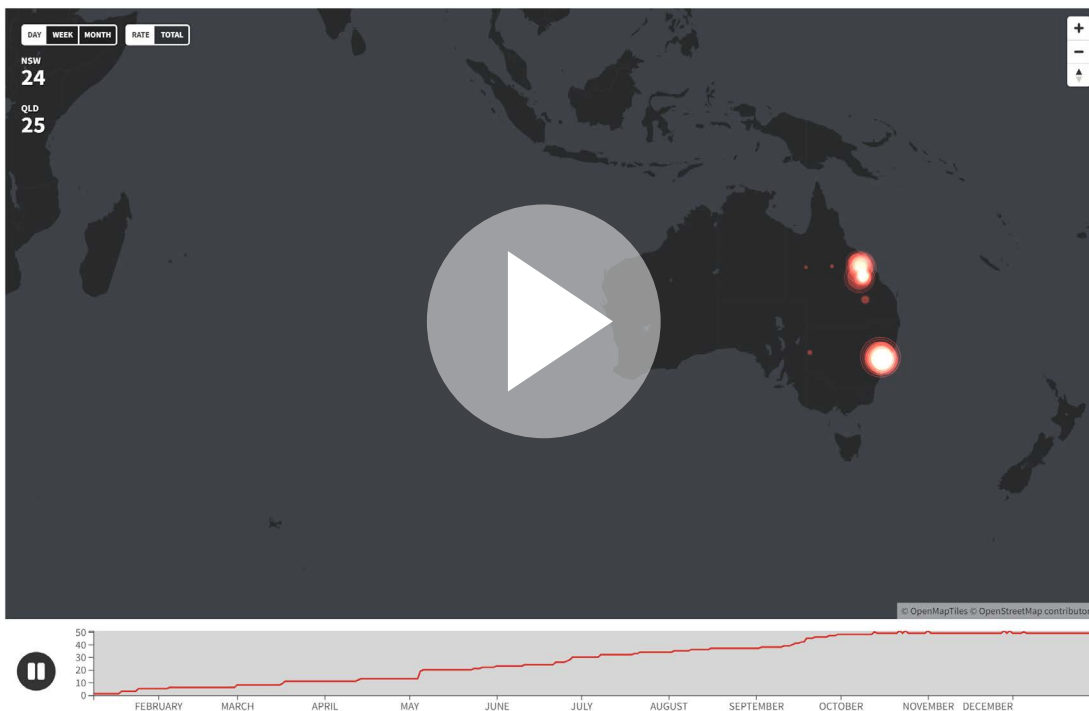 DAY WEEK MONTH RATE TOTAL
NSW
24
QLD
25
+
−
© OpenMapTiles © OpenStreetMap contributor
50
40
30
20
10
0
FEBRUARY MARCH APRIL MAY JUNE JULY AUGUST SEPTEMBER OCTOBER NOVEMBER DECEMBER